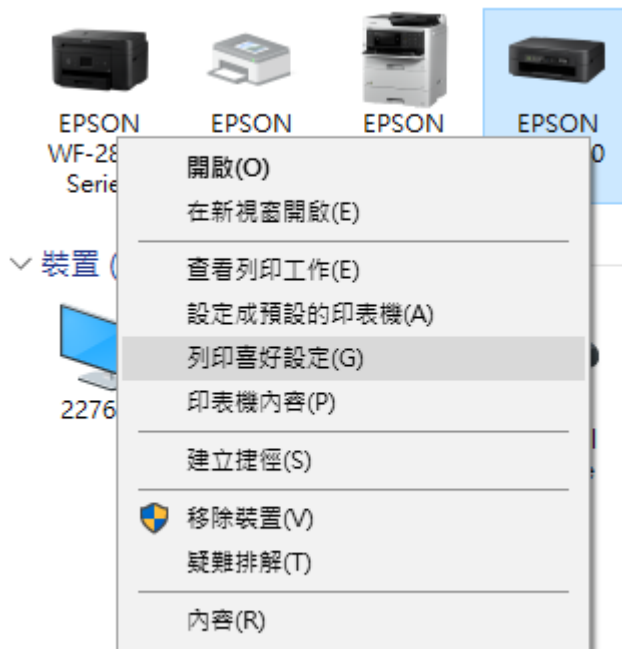 EPSON
EPSON
EPSON
EPSON
WF-28
0
Serie
開啟(O)
在新視窗開啟(E)
裝置 (
查看列印工作(E)
設定成預設的印表機(A)
列印喜好設定(G)
印表機內容(P)
2276
建立捷徑(S)
移除裝置(V)
疑難排解(T)
內容(R)